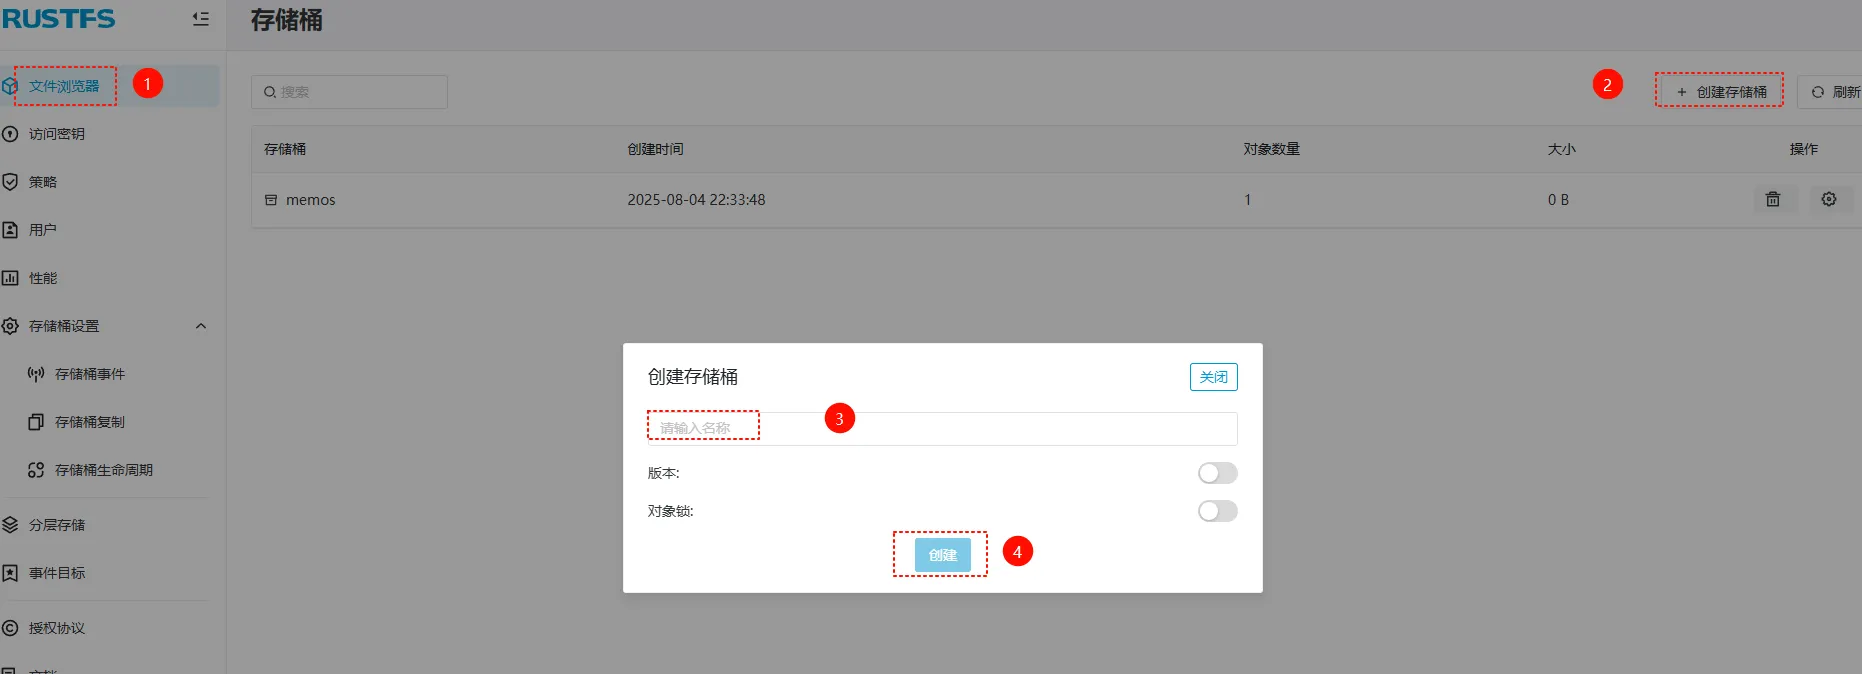 RUSTFS
存储桶
文件浏览器
1
访问密钥
策略
用户
性能
存储桶设置
存储桶事件
存储桶复制
存储桶生命周期
分层存储
事件目标
授权协议
搜索
2
创建存储桶
刷新
存储桶 创建时间 对象数量 大小 操作
memos 2025-08-04 22:33:48 1 0 B
创建存储桶
关闭
请输入名称
3
版本:
对象锁:
创建
4